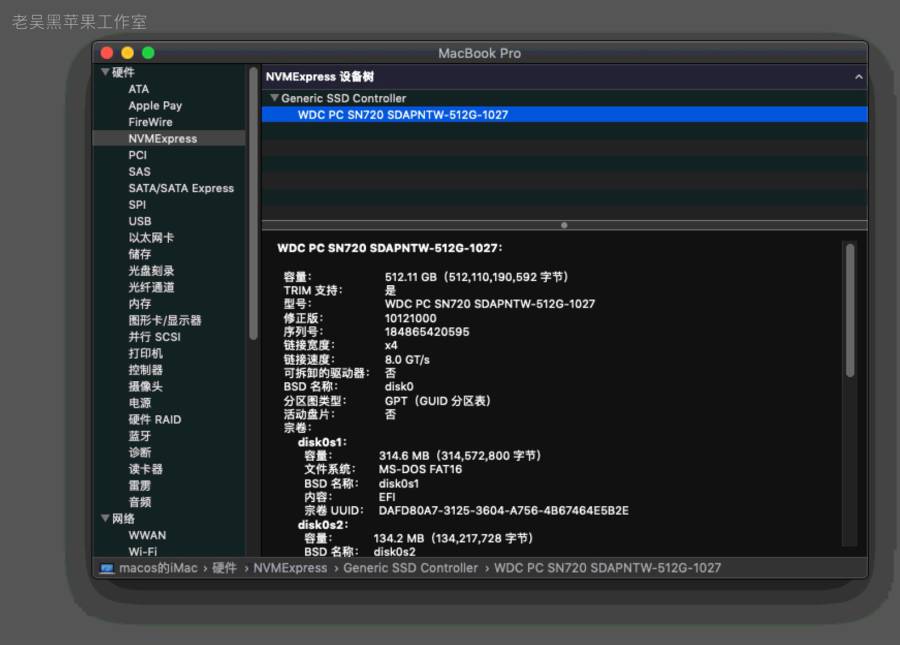 老吴黑苹果工作室
MacBook Pro
硬件
ATA
Apple Pay
FireWire
NVMExpress
PCI
SAS
SATA/SATA Express
SPI
USB
以太网卡
储存
光盘刻录
光纤通道
内存
图形卡/显示器
并行 SCSI
打印机
控制器
摄像头
电源
硬件 RAID
蓝牙
诊断
读卡器
雷雳
音频
网络
WWAN
Wi-Fi
NVMExpress 设备树
Generic SSD Controller
WDC PC SN720 SDAPNTW-512G-1027
WDC PC SN720 SDAPNTW-512G-1027:
容量: 512.11 GB (512,110,190,592 字节)
TRIM 支持: 是
型号: WDC PC SN720 SDAPNTW-512G-1027
修正版: 10121000
序列号: 184865420595
链接宽度: x4
链接速度: 8.0 GT/s
可拆卸的驱动器: 否
BSD 名称: disk0
分区图类型: GPT (GUID 分区表)
活动盘片: 否
宗卷:
disk0s1:
容量: 314.6 MB (314,572,800 字节)
文件系统: MS-DOS FAT16
BSD 名称: disk0s1
内容: EFI
宗卷 UUID: DAFD80A7-3125-3604-A756-4B67464E5B2E
disk0s2:
容量: 134.2 MB (134,217,728 字节)
BSD 名称: disk0s2
macos的iMac › 硬件 › NVMExpress › Generic SSD Controller › WDC PC SN720 SDAPNTW-512G-1027